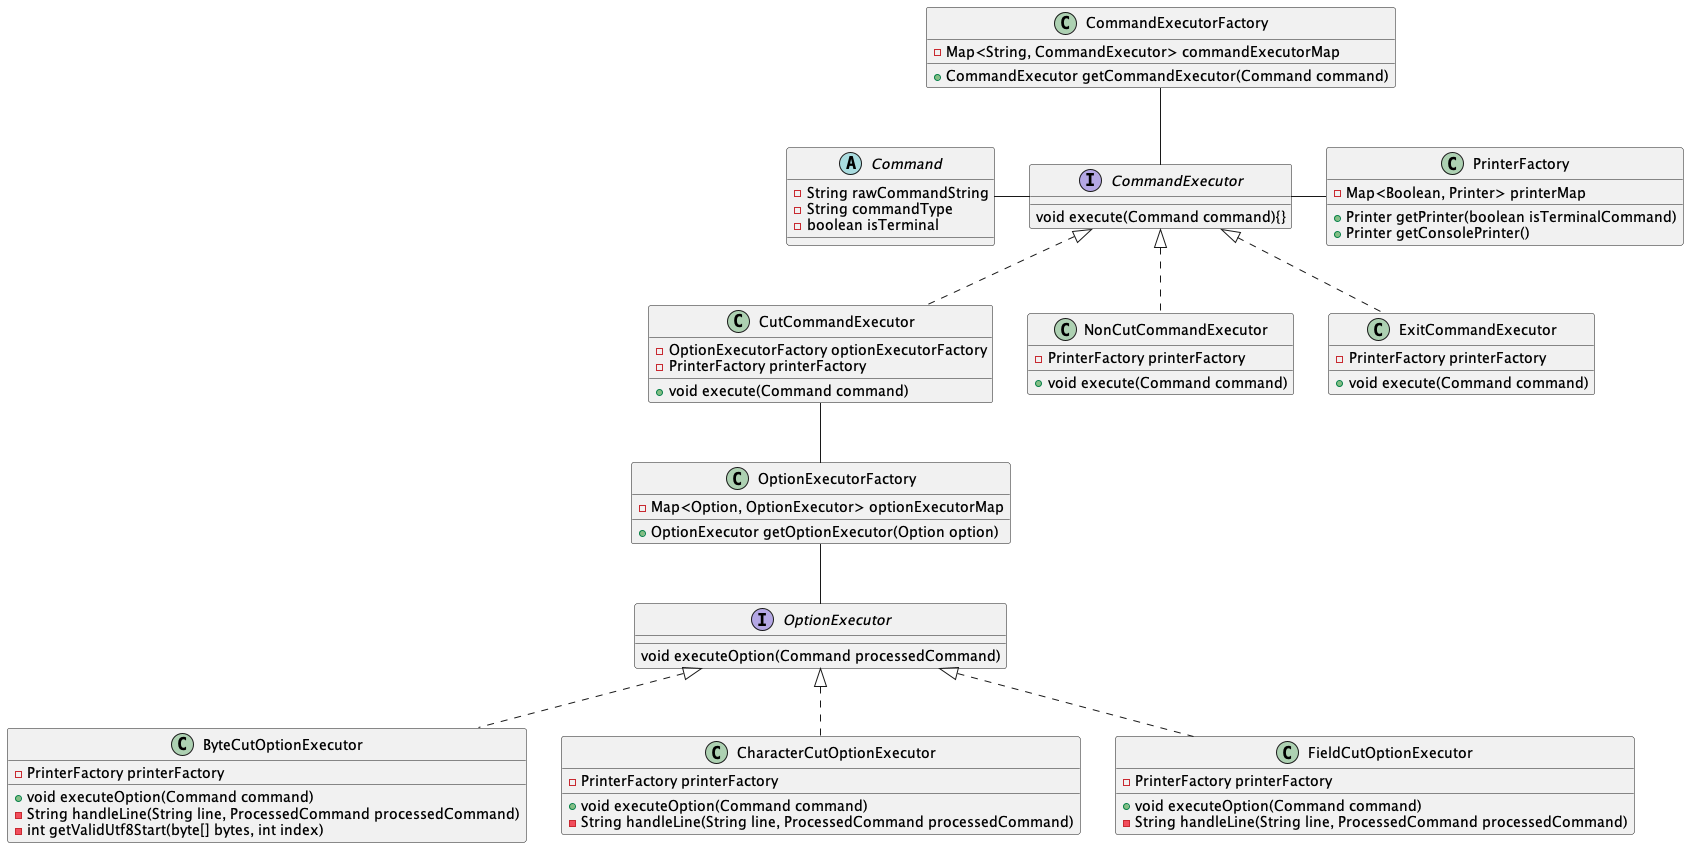 C CommandExecutorFactory
Map<String, CommandExecutor> commandExecutorMap
CommandExecutor getCommandExecutor(Command command)
A Command
String rawCommandString
String commandType
boolean isTerminal
I CommandExecutor
void execute(Command command){}
C PrinterFactory
Map<Boolean, Printer> printerMap
Printer getPrinter(boolean isTerminalCommand)
Printer getConsolePrinter()
C CutCommandExecutor
OptionExecutorFactory optionExecutorFactory
PrinterFactory printerFactory
void execute(Command command)
C NonCutCommandExecutor
PrinterFactory printerFactory
void execute(Command command)
C ExitCommandExecutor
PrinterFactory printerFactory
void execute(Command command)
C OptionExecutorFactory
Map<Option, OptionExecutor> optionExecutorMap
OptionExecutor getOptionExecutor(Option option)
I OptionExecutor
void executeOption(Command processedCommand)
C ByteCutOptionExecutor
PrinterFactory printerFactory
void executeOption(Command command)
String handleLine(String line, ProcessedCommand processedCommand)
int getValidUtf8Start(byte[] bytes, int index)
C CharacterCutOptionExecutor
PrinterFactory printerFactory
void executeOption(Command command)
String handleLine(String line, ProcessedCommand processedCommand)
C FieldCutOptionExecutor
PrinterFactory printerFactory
void executeOption(Command command)
String handleLine(String line, ProcessedCommand processedCommand)